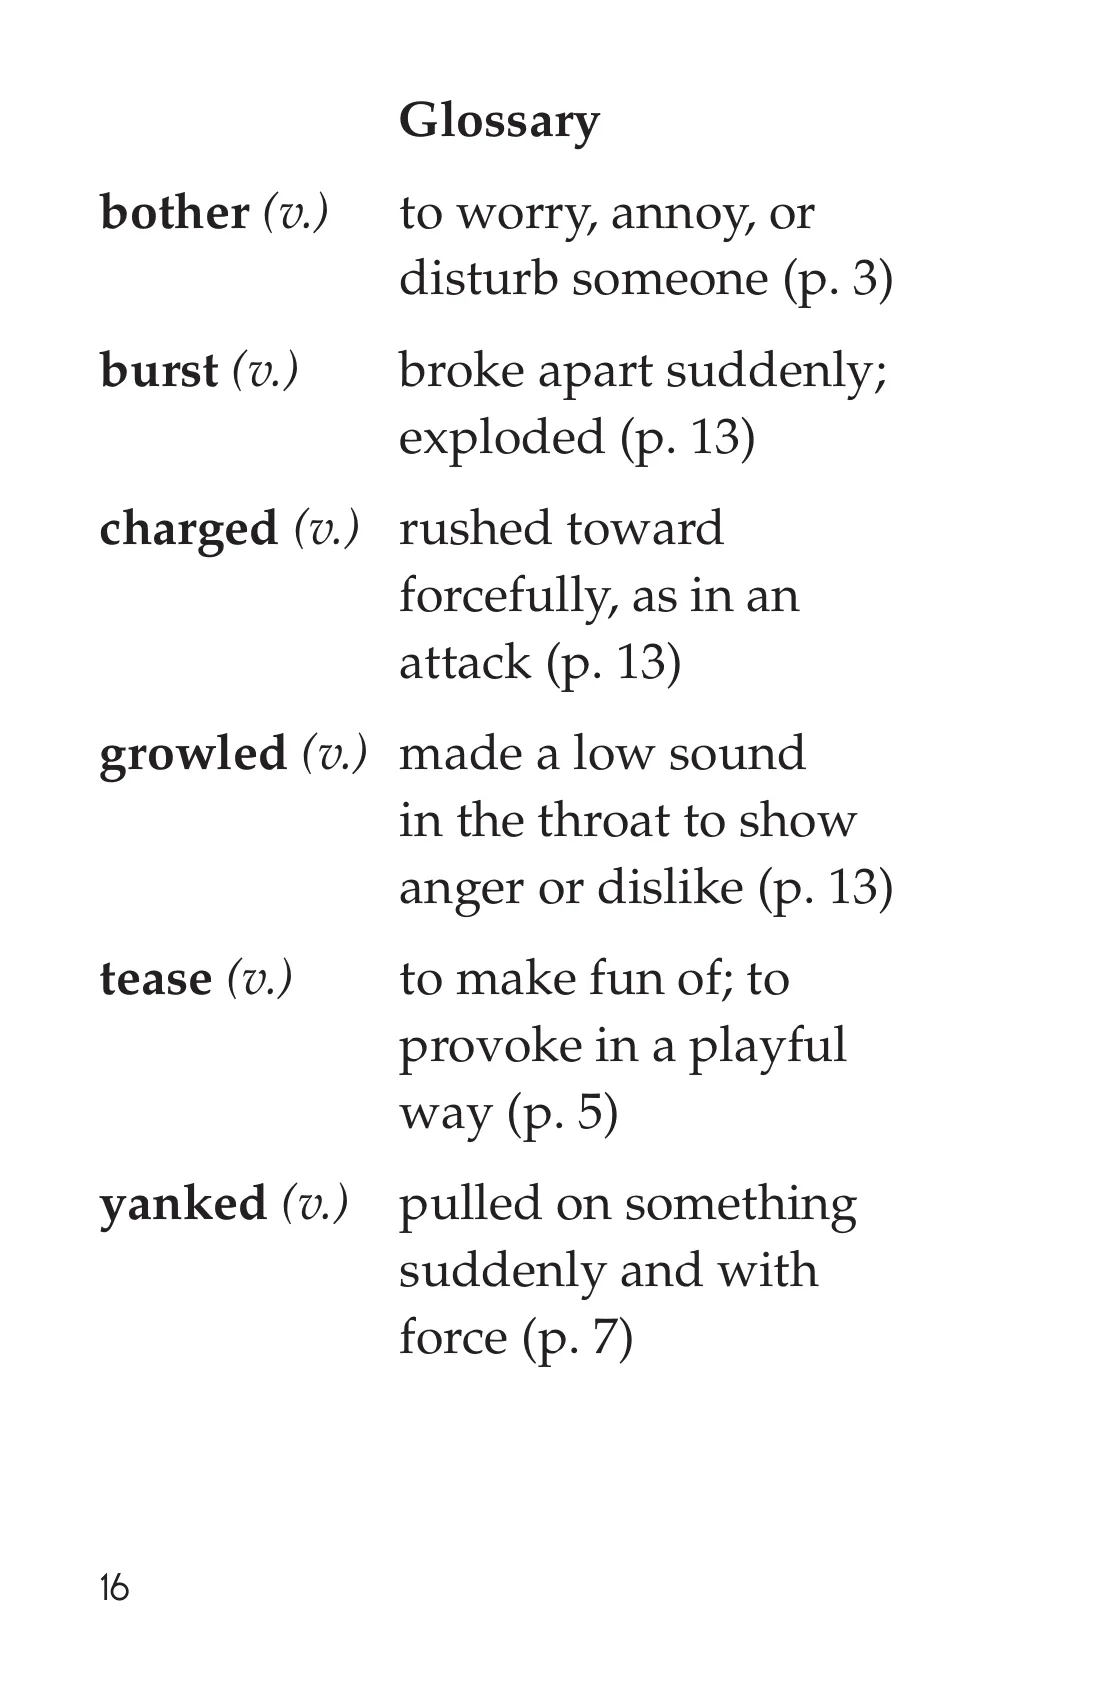 Glossary
bother (v.) to worry, annoy, or
disturb someone (p. 3)
burst (v.) broke apart suddenly;
exploded (p. 13)
charged (v.) rushed toward
forcefully, as in an
attack (p. 13)
growled (v.) made a low sound
in the throat to show
anger or dislike (p. 13)
tease (v.) to make fun of; to
provoke in a playful
way (p. 5)
yanked (v.) pulled on something
suddenly and with
force (p. 7)
16